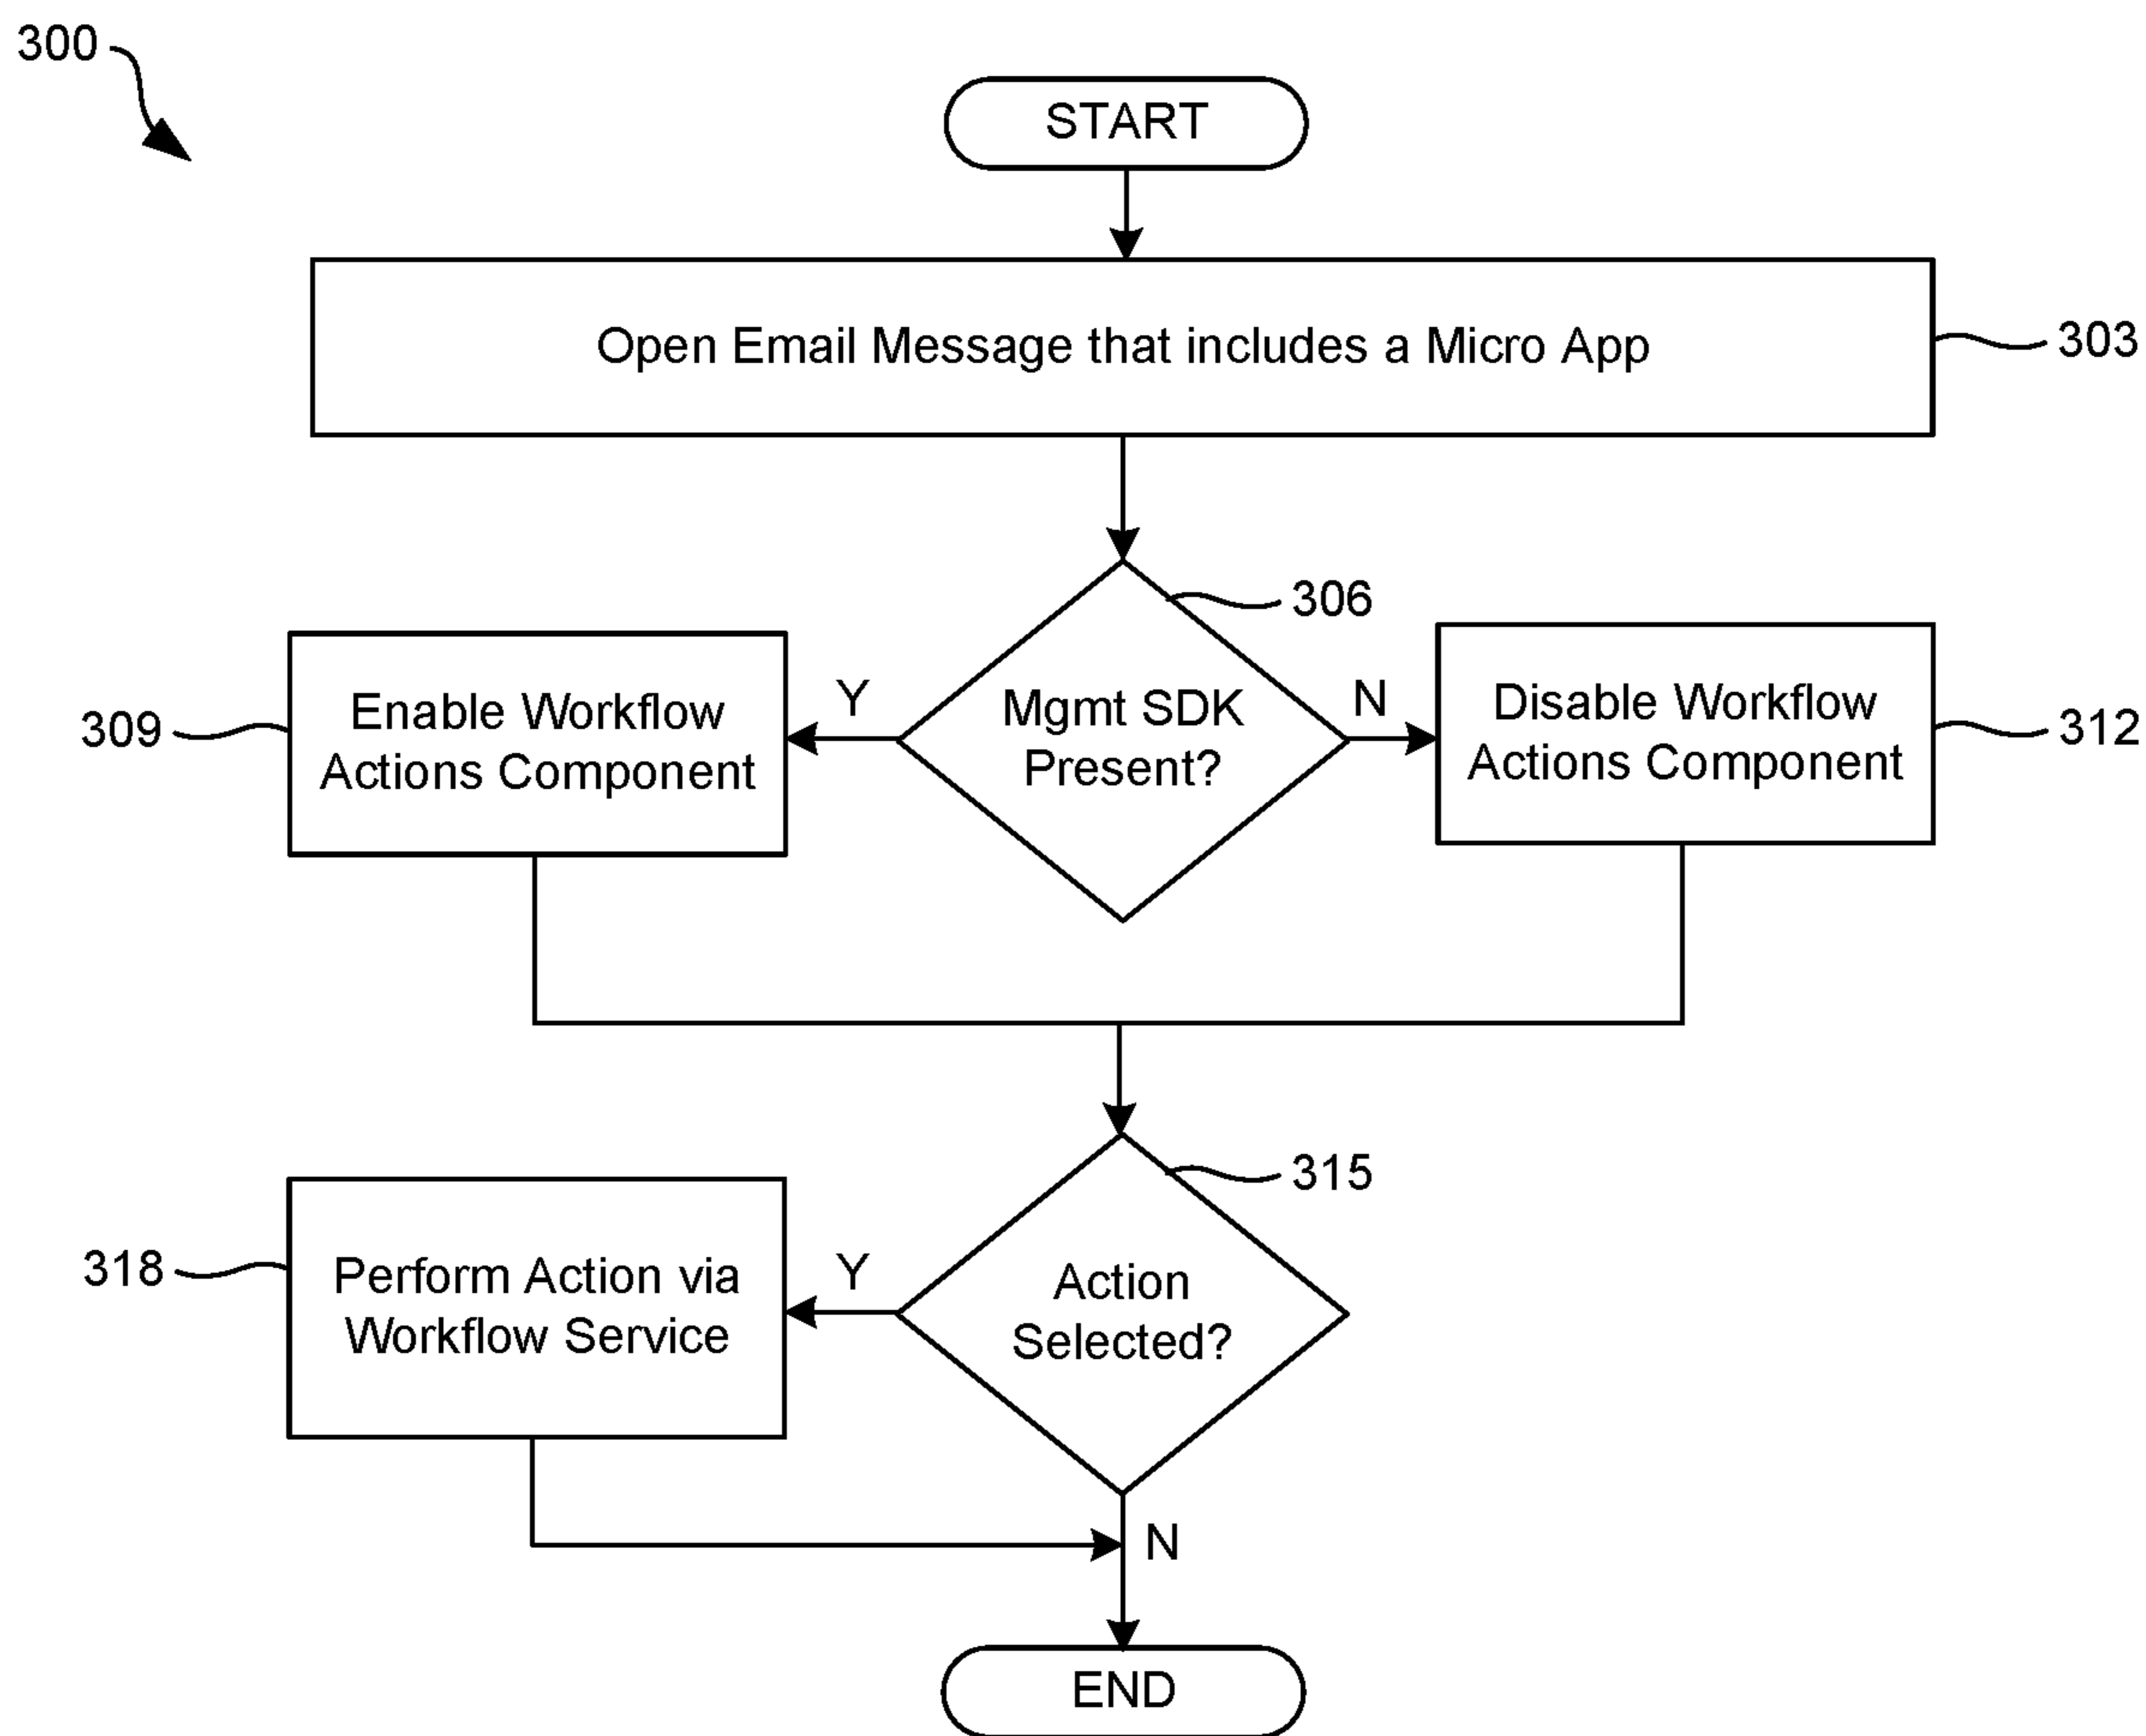 300
START
Open Email Message that includes a Micro App
303
306
Mgmt SDK
Present?
Y
N
Enable Workflow
Actions Component
309
Disable Workflow
Actions Component
312
315
Action
Selected?
Y
Perform Action via
Workflow Service
318
N
END